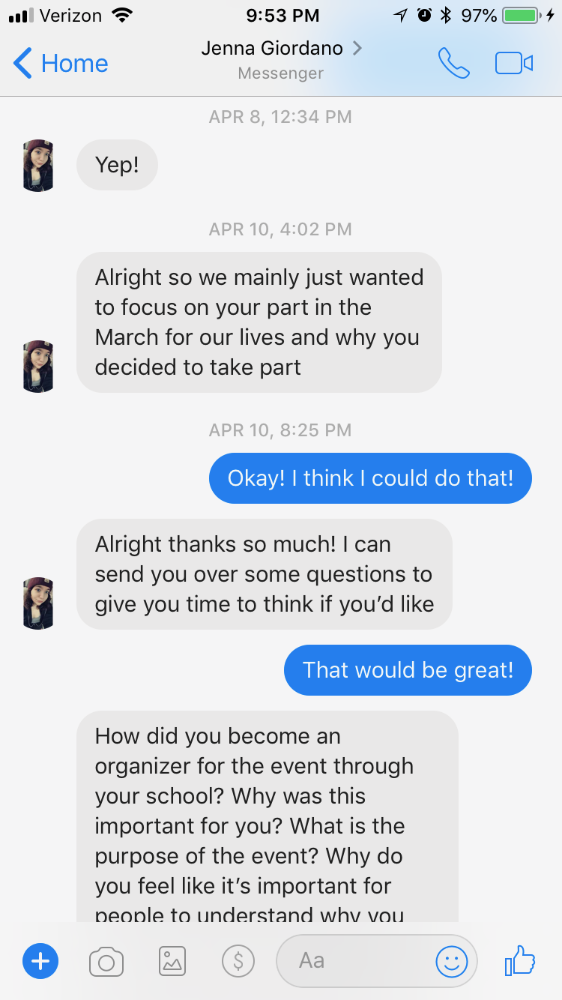 Verizon 9:53 PM 97%
Home Jenna Giordano
Messenger
APR 8, 12:34 PM
Yep!
APR 10, 4:02 PM
Alright so we mainly just wanted
to focus on your part in the
March for our lives and why you
decided to take part
APR 10, 8:25 PM
Okay! I think I could do that!
Alright thanks so much! I can
send you over some questions to
give you time to think if you’d like
That would be great!
How did you become an
organizer for the event through
your school? Why was this
important for you? What is the
purpose of the event? Why do
you feel like it’s important for
people to understand why you
$ Aa